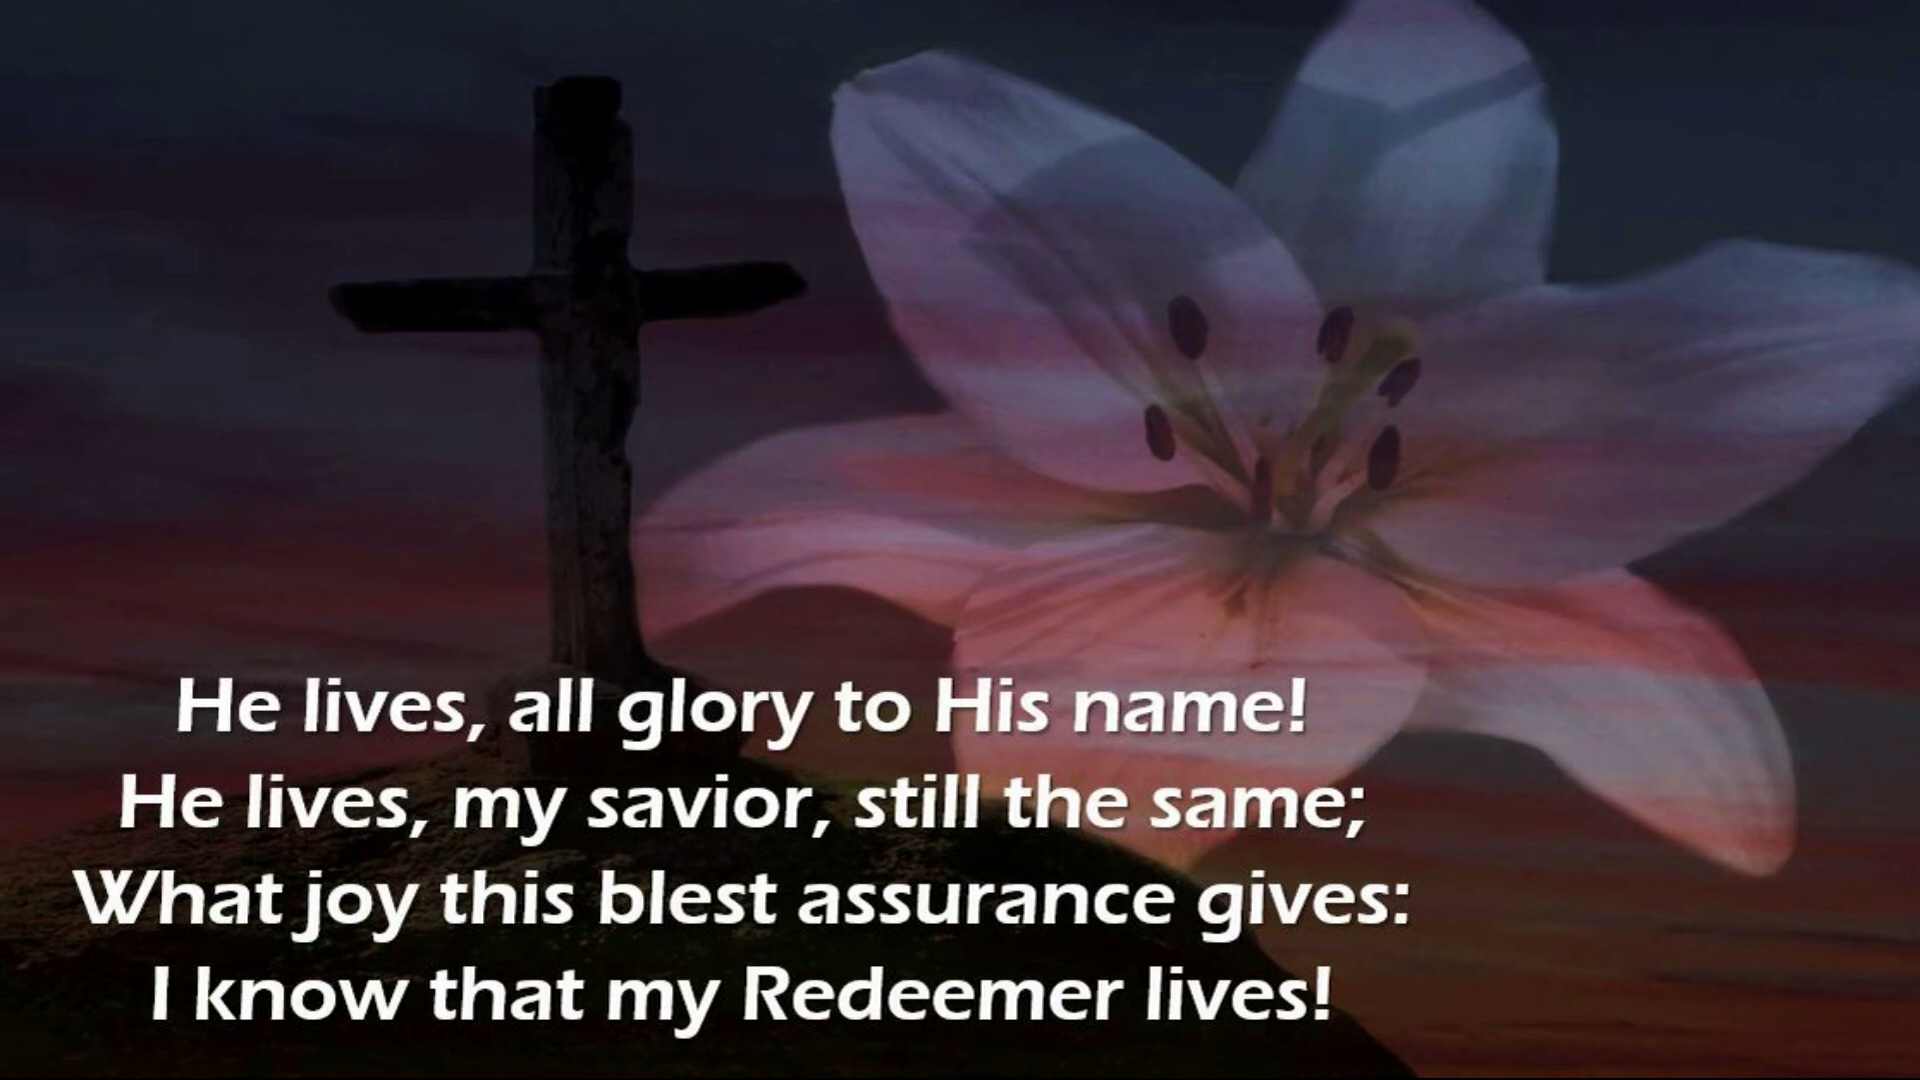 He lives, all glory to His name!
He lives, my savior, still the same;
What joy this blest assurance gives:
I know that my Redeemer lives!